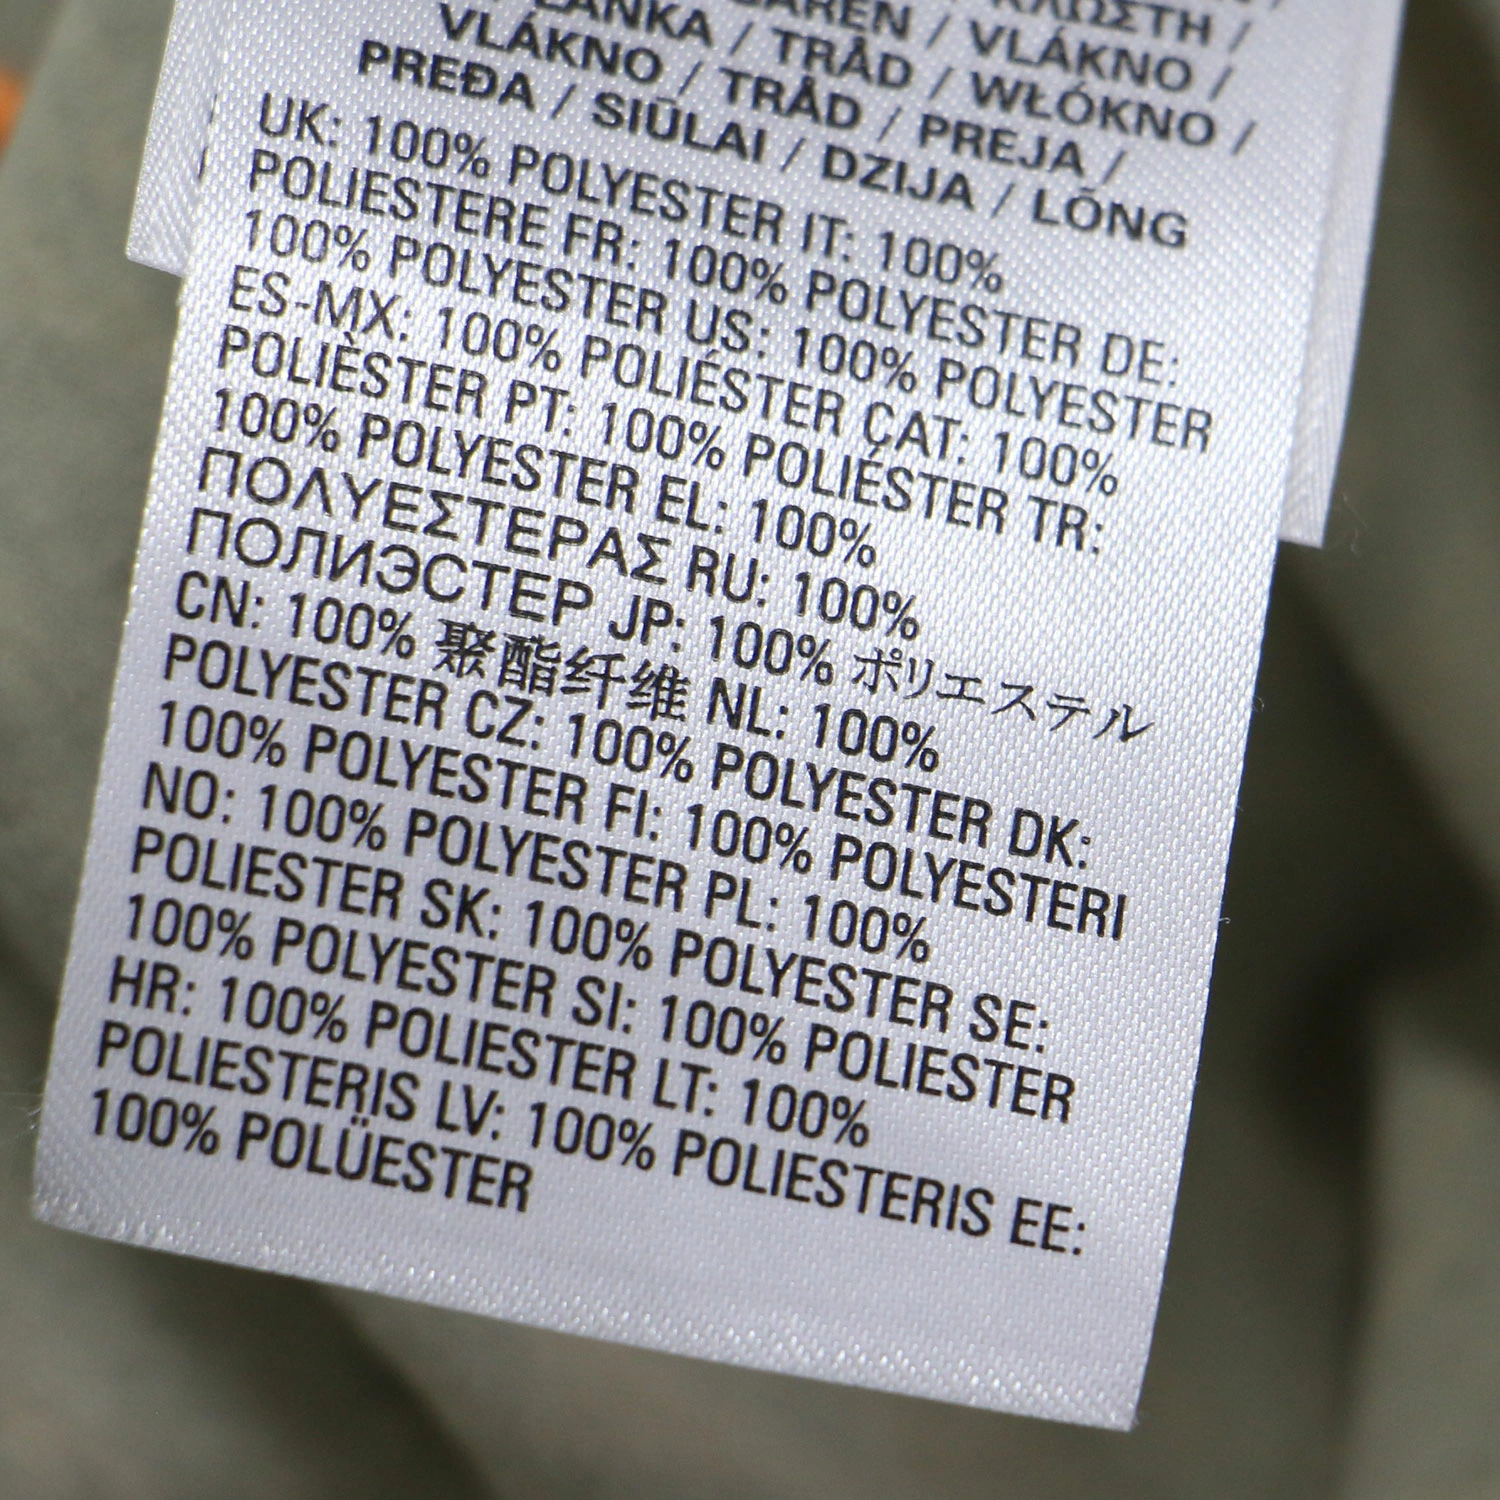 ΚΛΩΣΤΗ /
/ VLÁKNO /
VLÁKNO / TRÅD / WŁÓKNO /
PREĐA / TRÅD / PREJA /
SIŪLAI / DZIJA / LÕNG
UK: 100% POLYESTER IT: 100%
POLIESTERE FR: 100% POLYESTER DE:
100% POLYESTER US: 100% POLYESTER
ES-MX: 100% POLIÉSTER CAT: 100%
POLIÈSTER PT: 100% POLIÉSTER TR:
100% POLYESTER EL: 100%
ΠΟΛΥΕΣΤΕΡΑΣ RU: 100%
ПОЛИЭСТЕР JP: 100% ポリエステル
CN: 100% 聚酯纤维 NL: 100%
POLYESTER CZ: 100% POLYESTER DK:
100% POLYESTER FI: 100% POLYESTERI
NO: 100% POLYESTER PL: 100%
POLIESTER SK: 100% POLYESTER SE:
100% POLYESTER SI: 100% POLIESTER
HR: 100% POLIESTER LT: 100%
POLIESTERIS LV: 100% POLIESTERIS EE:
100% POLÜESTER